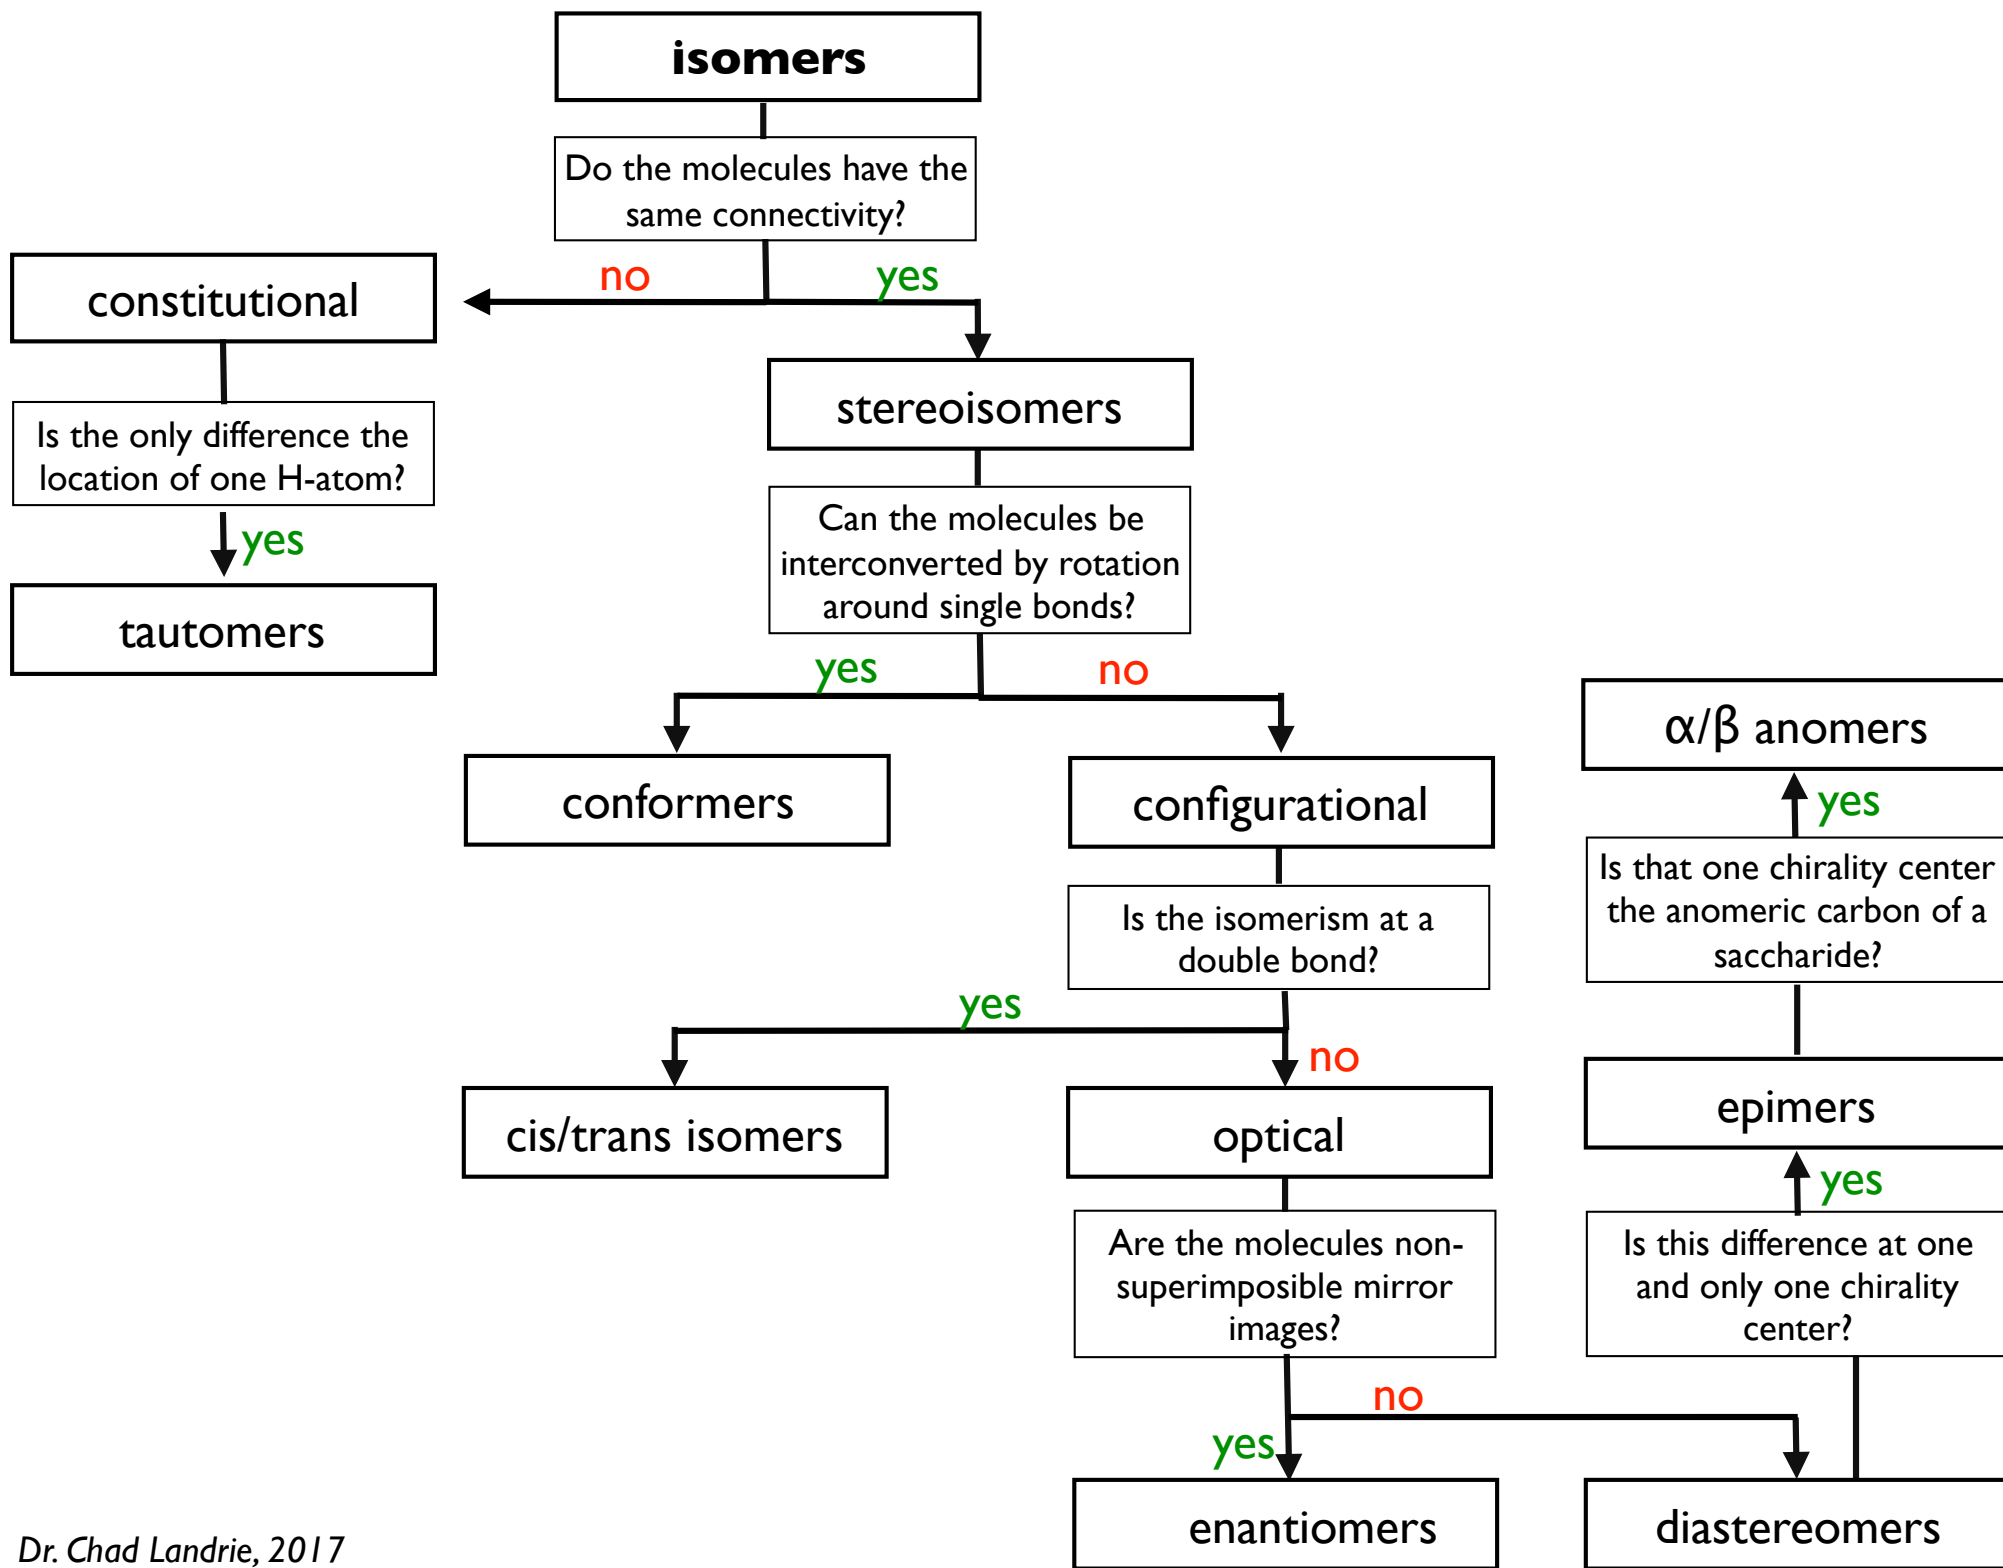 isomers
Do the molecules have the
same connectivity?
no
yes
constitutional
stereoisomers
Is the only difference the
location of one H-atom?
yes
tautomers
Can the molecules be
interconverted by rotation
around single bonds?
yes
no
conformers
configurational
Is the isomerism at a
double bond?
yes
no
cis/trans isomers
optical
Are the molecules non-
superimposible mirror
images?
no
yes
enantiomers
diastereomers
Is this difference at one
and only one chirality
center?
yes
epimers
Is that one chirality center
the anomeric carbon of a
saccharide?
yes
α/β anomers
Dr. Chad Landrie, 2017